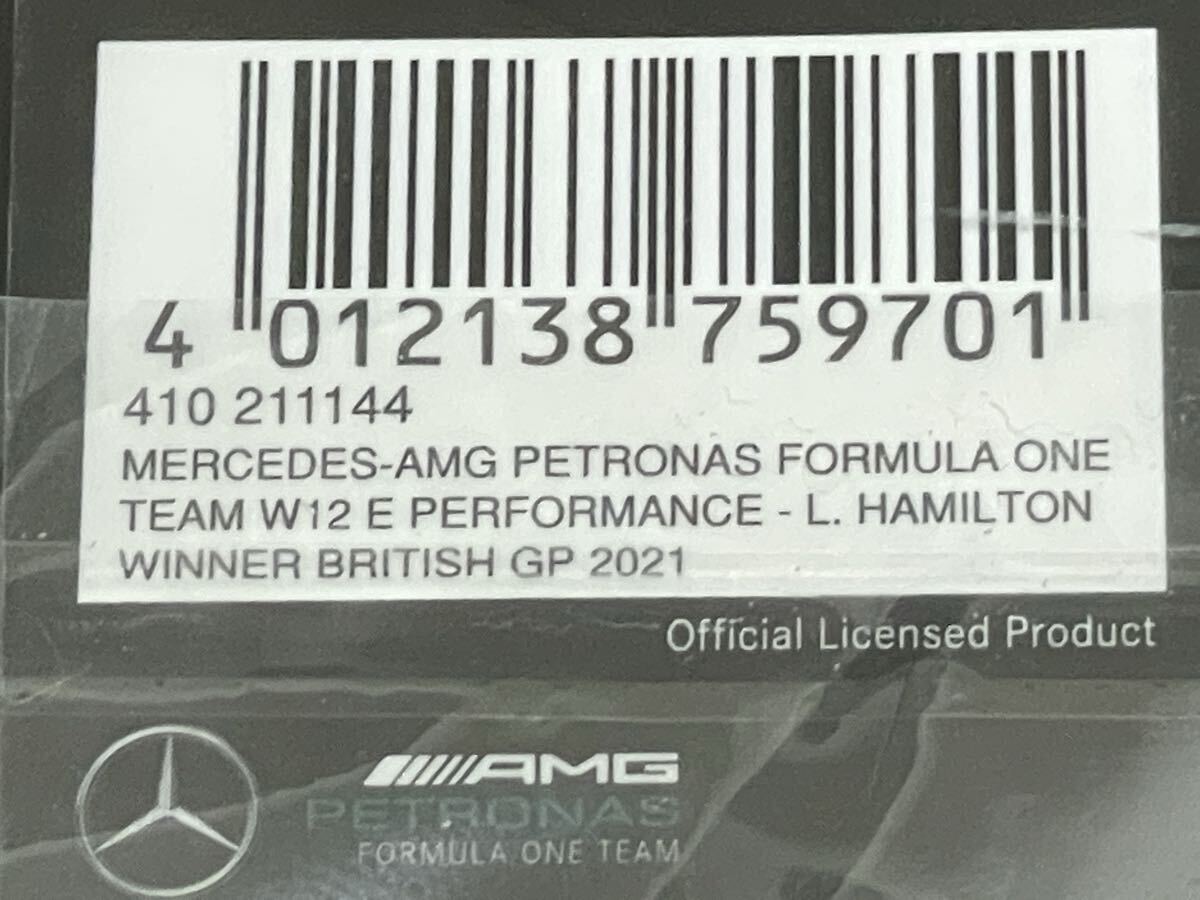 4 012138 759701
410 211144
MERCEDES-AMG PETRONAS FORMULA ONE
TEAM W12 E PERFORMANCE - L. HAMILTON
WINNER BRITISH GP 2021
Official Licensed Product
AMG
PETRONAS
FORMULA ONE TEAM